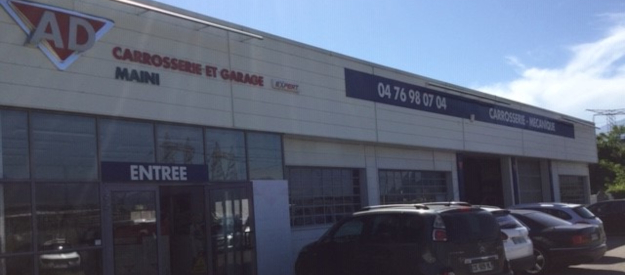 AD
CARROSSERIE ET GARAGE
EXPERT
MAINI
04 76 98 07 04
CARROSSERIE - MECANIQUE
ENTREE